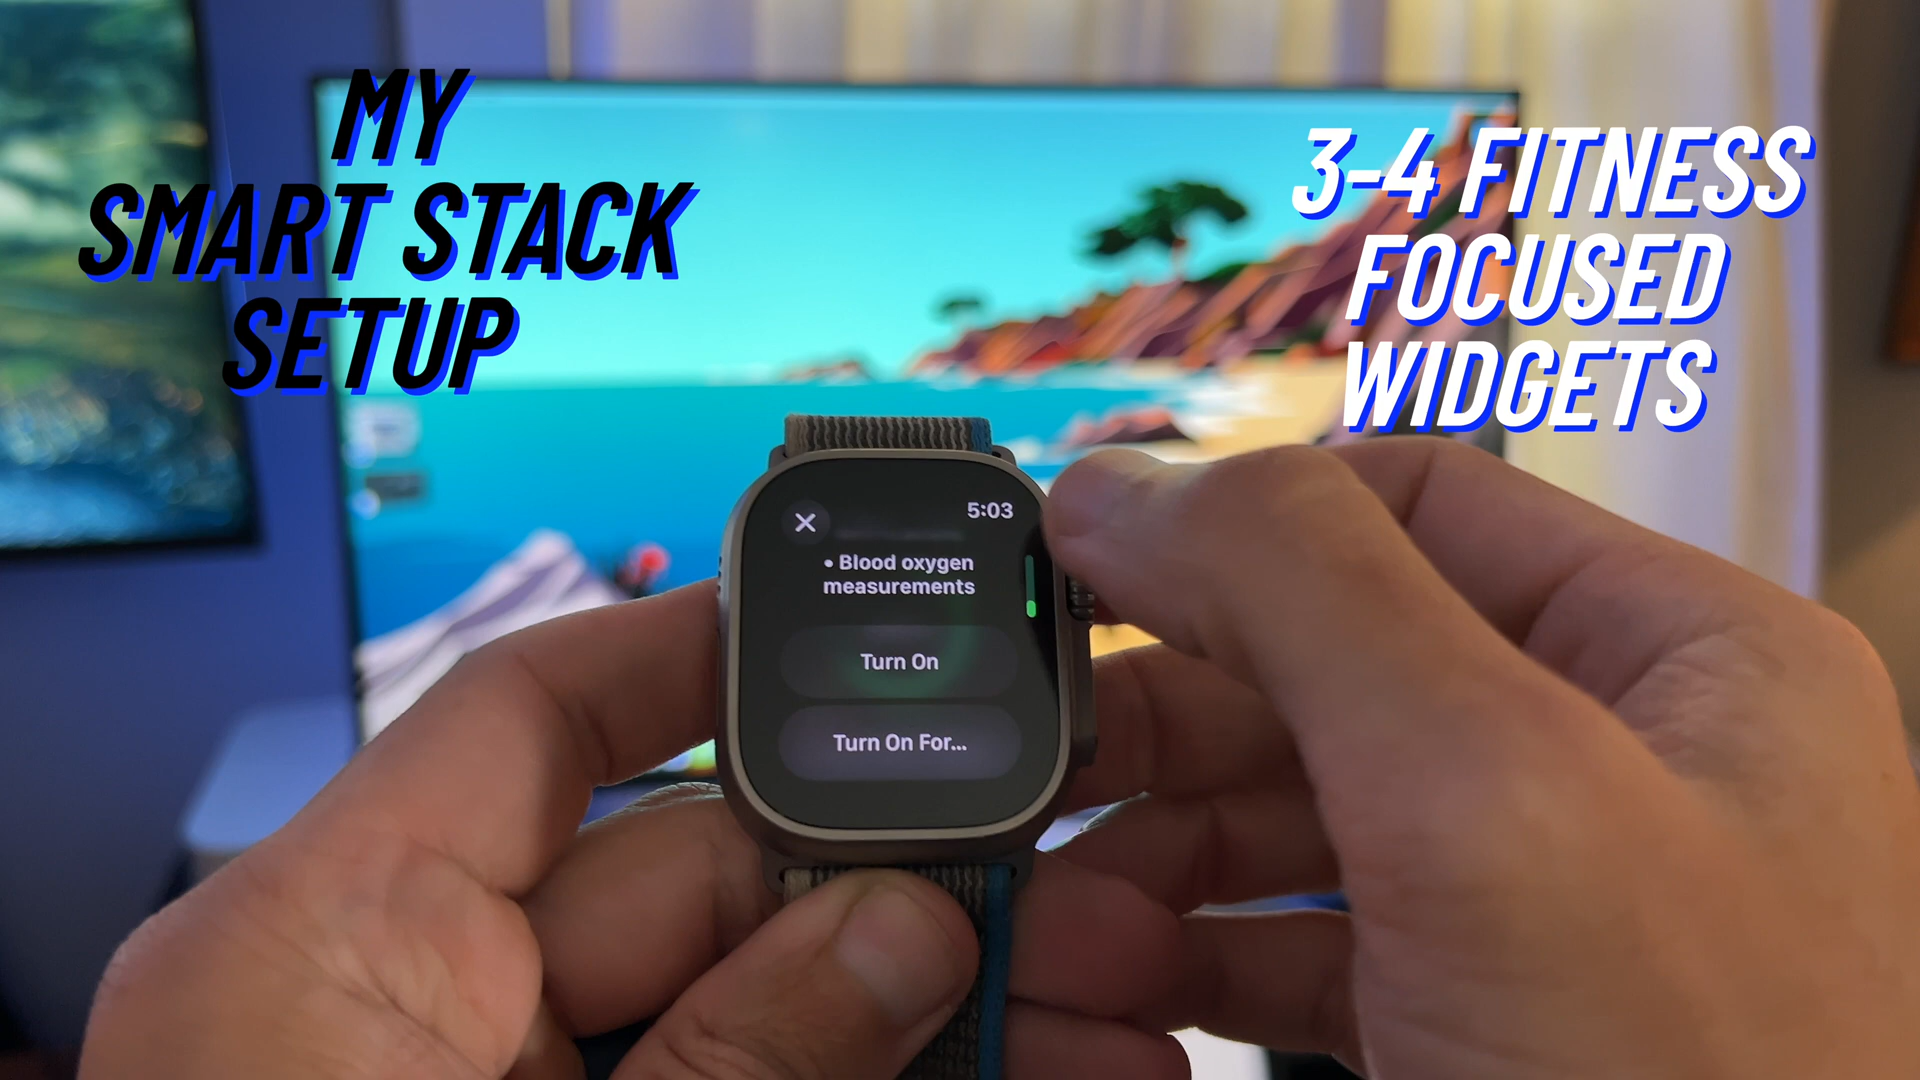 MY
SMART STACK
SETUP
3-4 FITNESS
FOCUSED
WIDGETS
5:03
• Blood oxygen
measurements
Turn On
Turn On For...